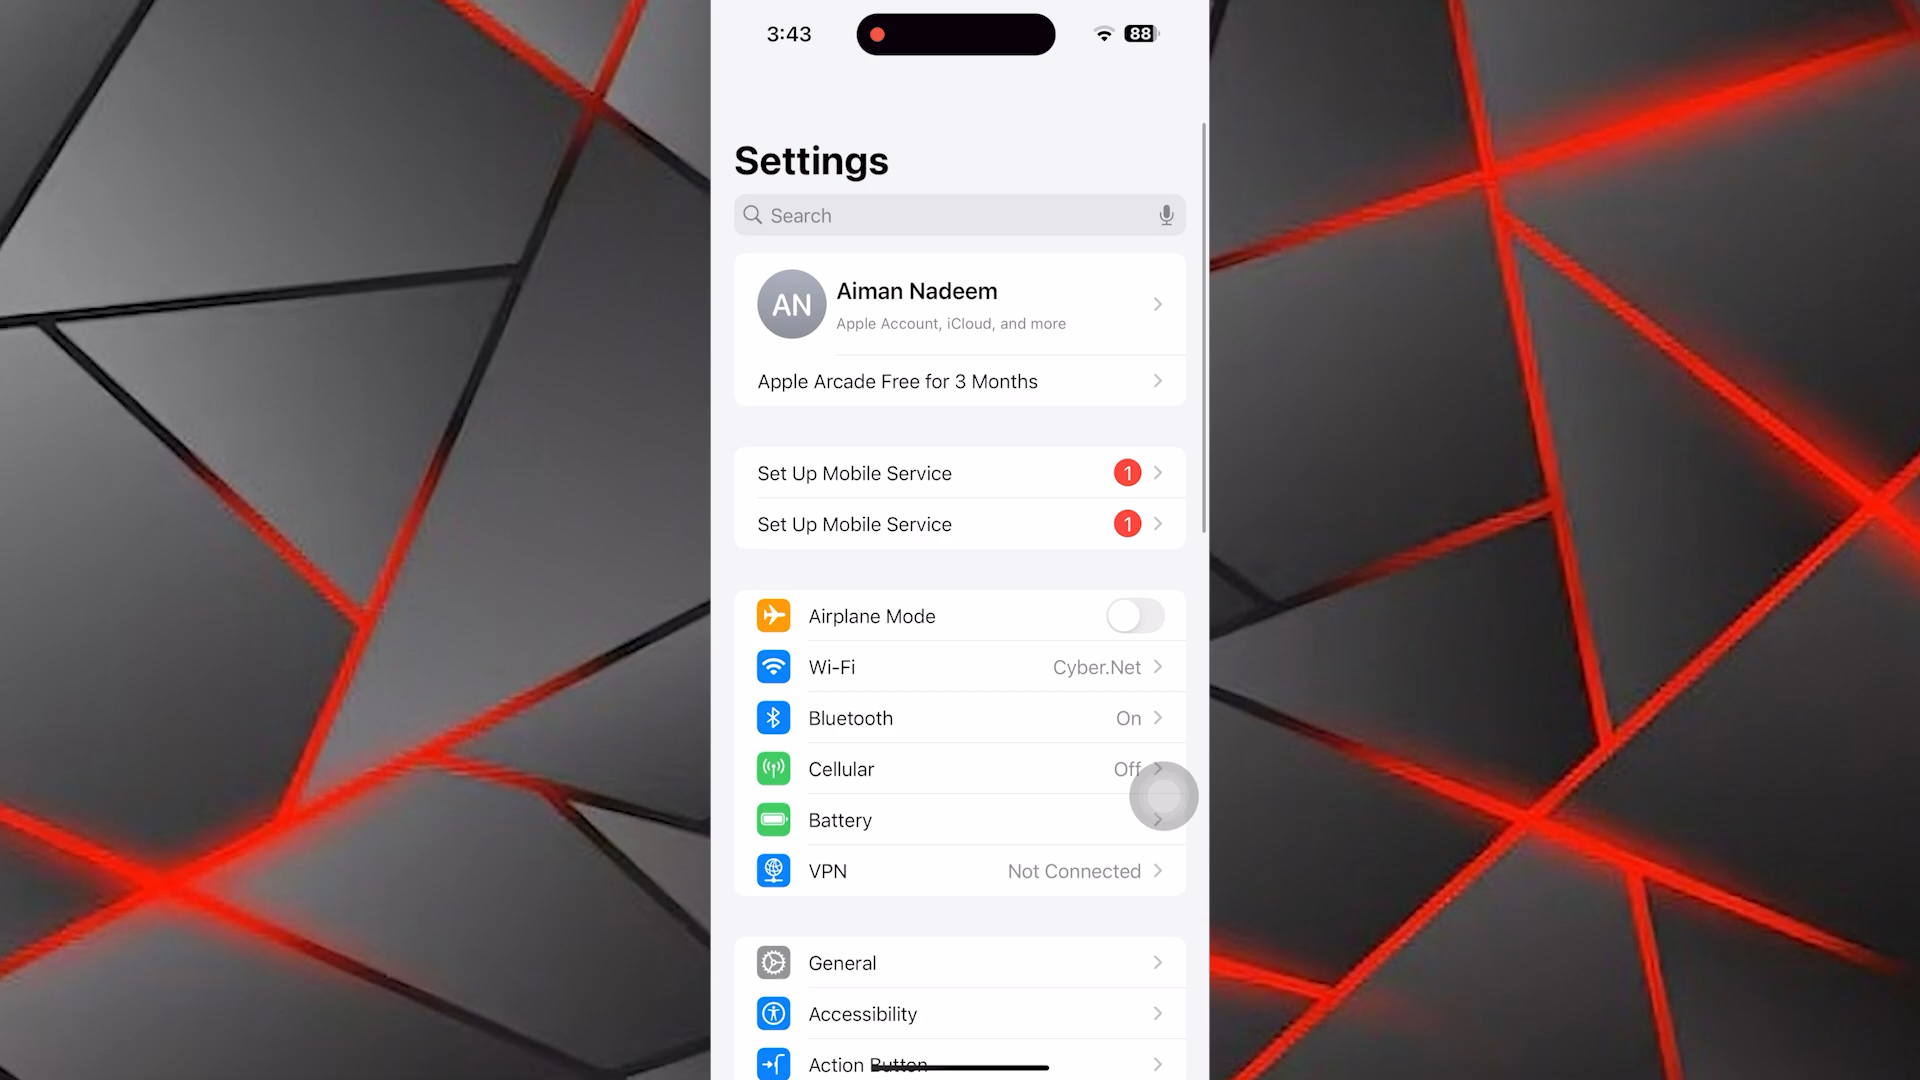 3:43
88
Settings
Search
AN
Aiman Nadeem
Apple Account, iCloud, and more
Apple Arcade Free for 3 Months
Set Up Mobile Service 1
Set Up Mobile Service 1
Airplane Mode
Wi-Fi Cyber.Net
Bluetooth On
Cellular Off
Battery
VPN Not Connected
General
Accessibility
Action Button